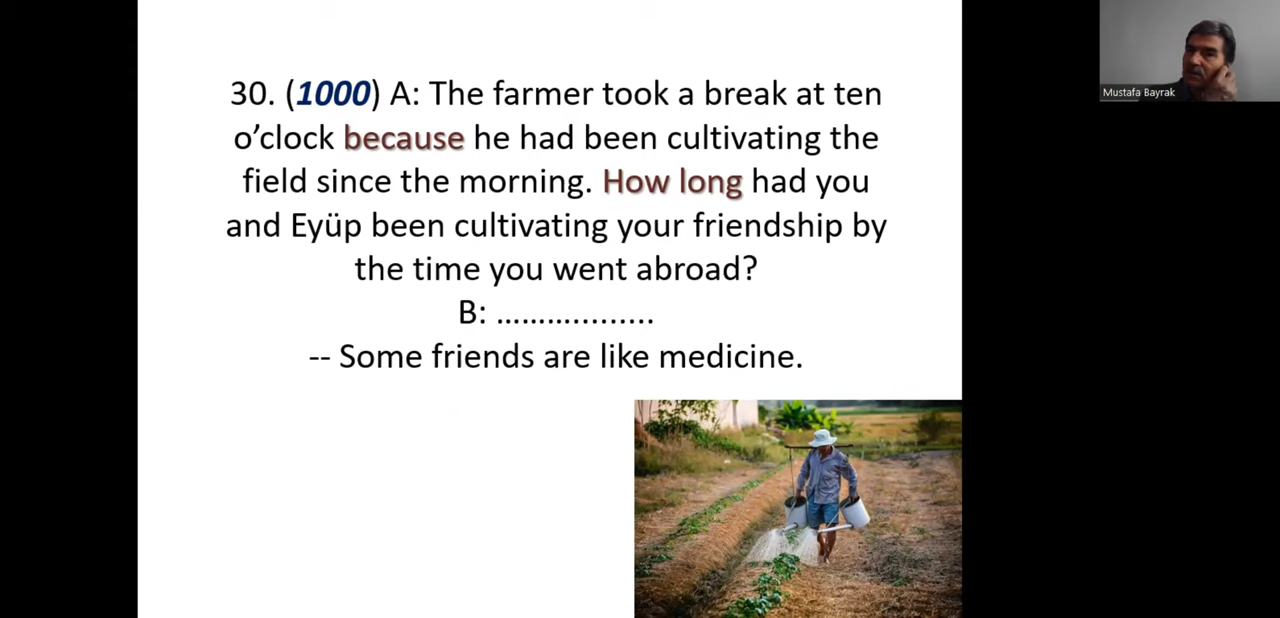 30. (1000) A: The farmer took a break at ten
o’clock because he had been cultivating the
field since the morning. How long had you
and Eyüp been cultivating your friendship by
the time you went abroad?
B: ...................
-- Some friends are like medicine.
Mustafa Bayrak